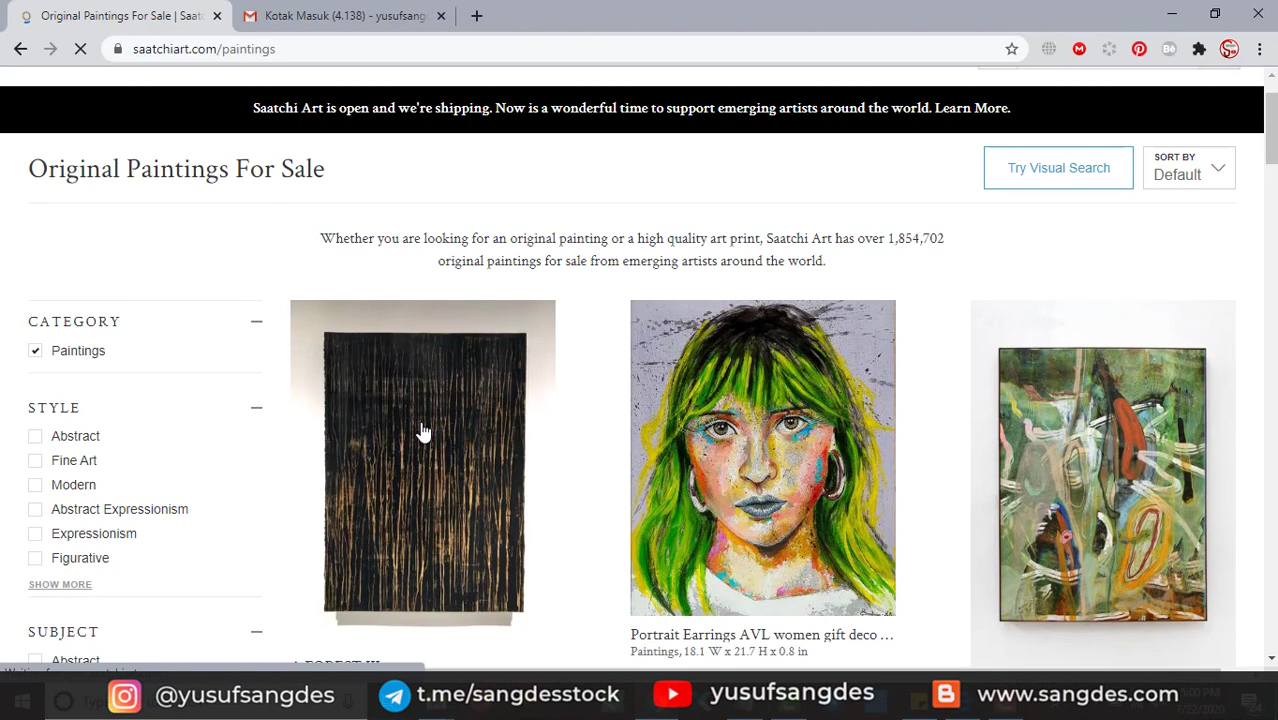 Original Paintings For Sale | Saat
Kotak Masuk (4.138) - yusufsang
saatchiart.com/paintings
Saatchi Art is open and we're shipping. Now is a wonderful time to support emerging artists around the world. Learn More.
Original Paintings For Sale
Try Visual Search
SORT BY
Default
Whether you are looking for an original painting or a high quality art print, Saatchi Art has over 1,854,702
original paintings for sale from emerging artists around the world.
CATEGORY
Paintings
STYLE
Abstract
Fine Art
Modern
Abstract Expressionism
Expressionism
Figurative
SHOW MORE
SUBJECT
Abstract
Portrait Earrings AVL women gift deco ...
Paintings, 18.1 W x 21.7 H x 0.8 in
@yusufsangdes
t.me/sangdesstock
yusufsangdes
www.sangdes.com
7/22/2020